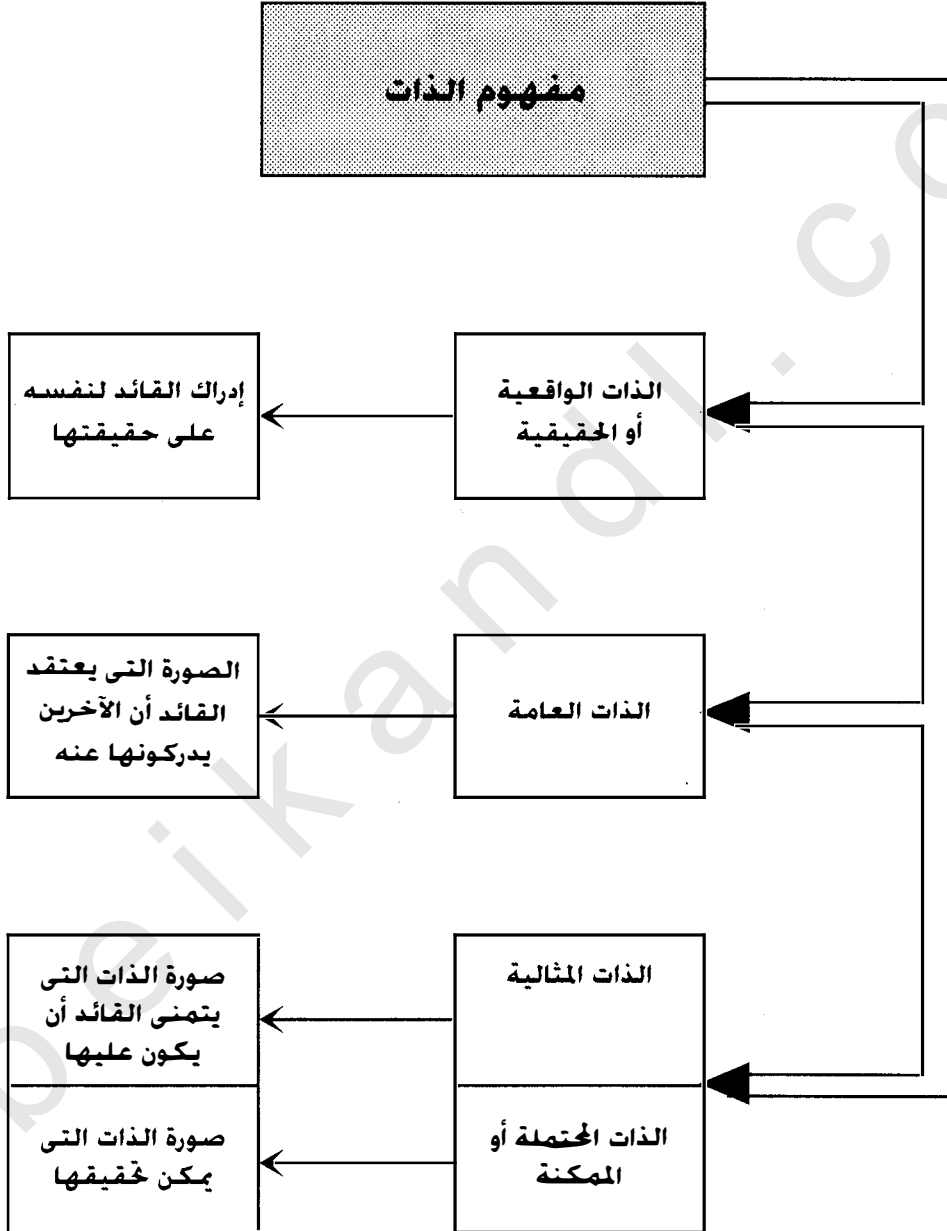 مفهوم الذات
الذات الواقعية
أو الحقيقية
إدراك القائد لنفسه
على حقيقتها
الذات العامة
الصورة التى يعتقد
القائد أن الآخرين
يدركونها عنه
الذات المثالية
صورة الذات التى
يتمنى القائد أن
يكون عليها
الذات المحتملة أو
الممكنة
صورة الذات التى
يمكن تحقيقها
beikandl.co